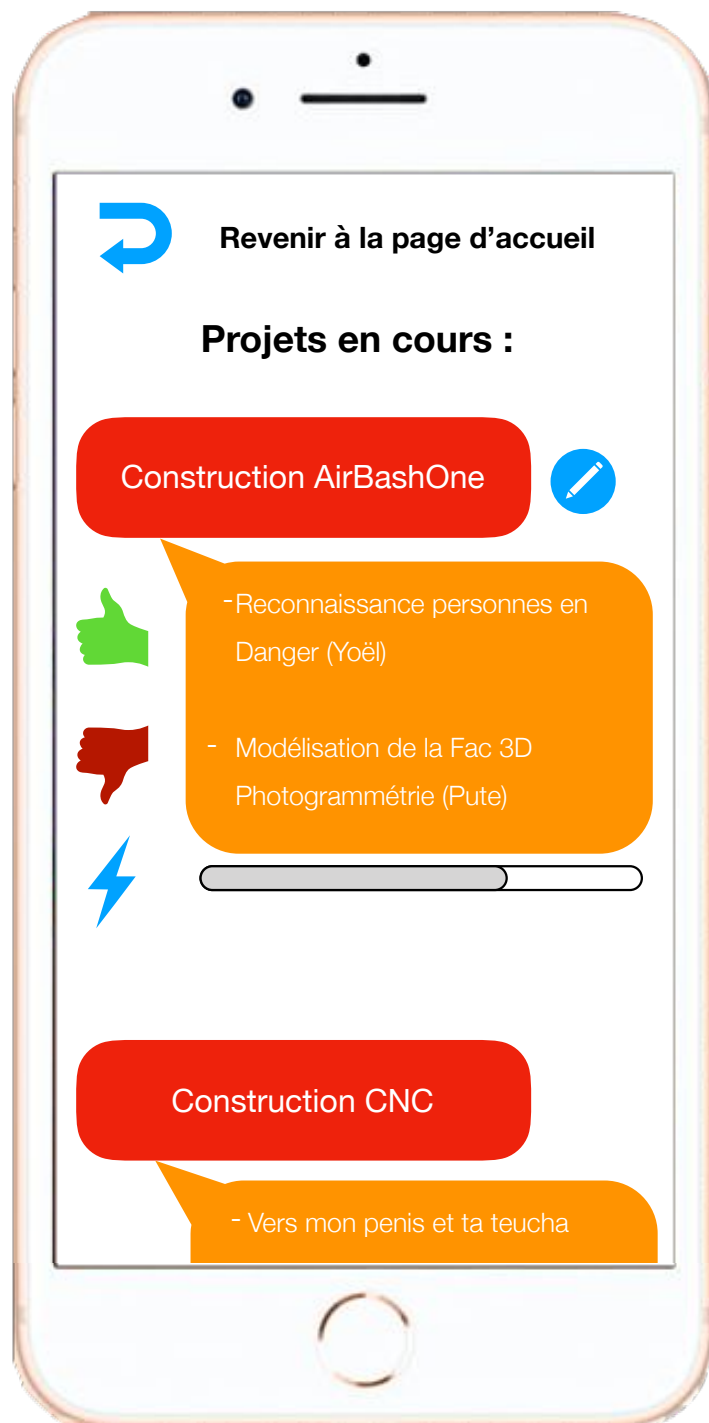 Revenir à la page d’accueil
Projets en cours :
Construction AirBashOne
-Reconnaissance personnes en
Danger (Yoël)
- Modélisation de la Fac 3D
Photogrammétrie (Pute)
Construction CNC
- Vers mon penis et ta teucha